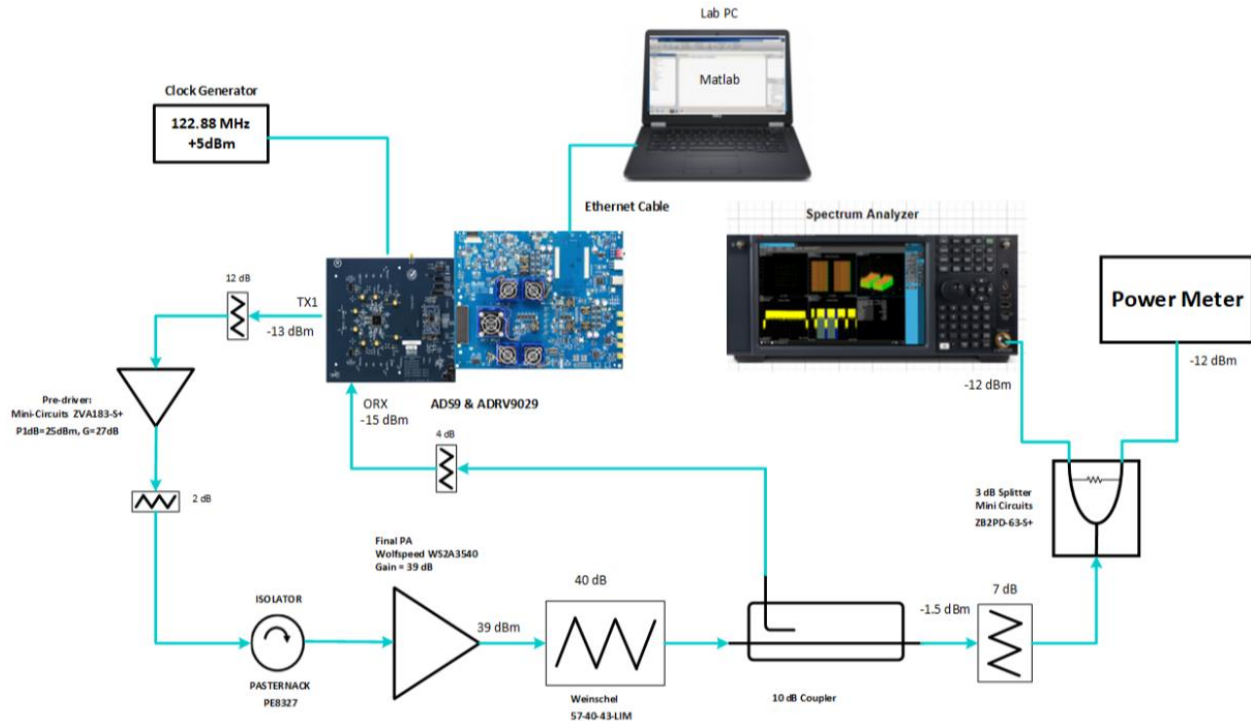 Lab PC
Matlab
Clock Generator
122.88 MHz
+5dBm
Ethernet Cable
Spectrum Analyzer
Power Meter
12 dB
TX1
-13 dBm
-12 dBm
-12 dBm
Pre-driver:
Mini-Circuits ZVA183-S+
P1dB=25dBm, G=27dB
ORX
-15 dBm
ADS9 & ADRV9029
4 dB
2 dB
3 dB Splitter
Mini Circuits
ZB2PD-63-S+
Final PA
Wolfspeed WS2A3540
Gain = 39 dB
40 dB
7 dB
ISOLATOR
39 dBm
-1.5 dBm
PASTERNACK
PE8327
Weinschel
57-40-43-LIM
10 dB Coupler